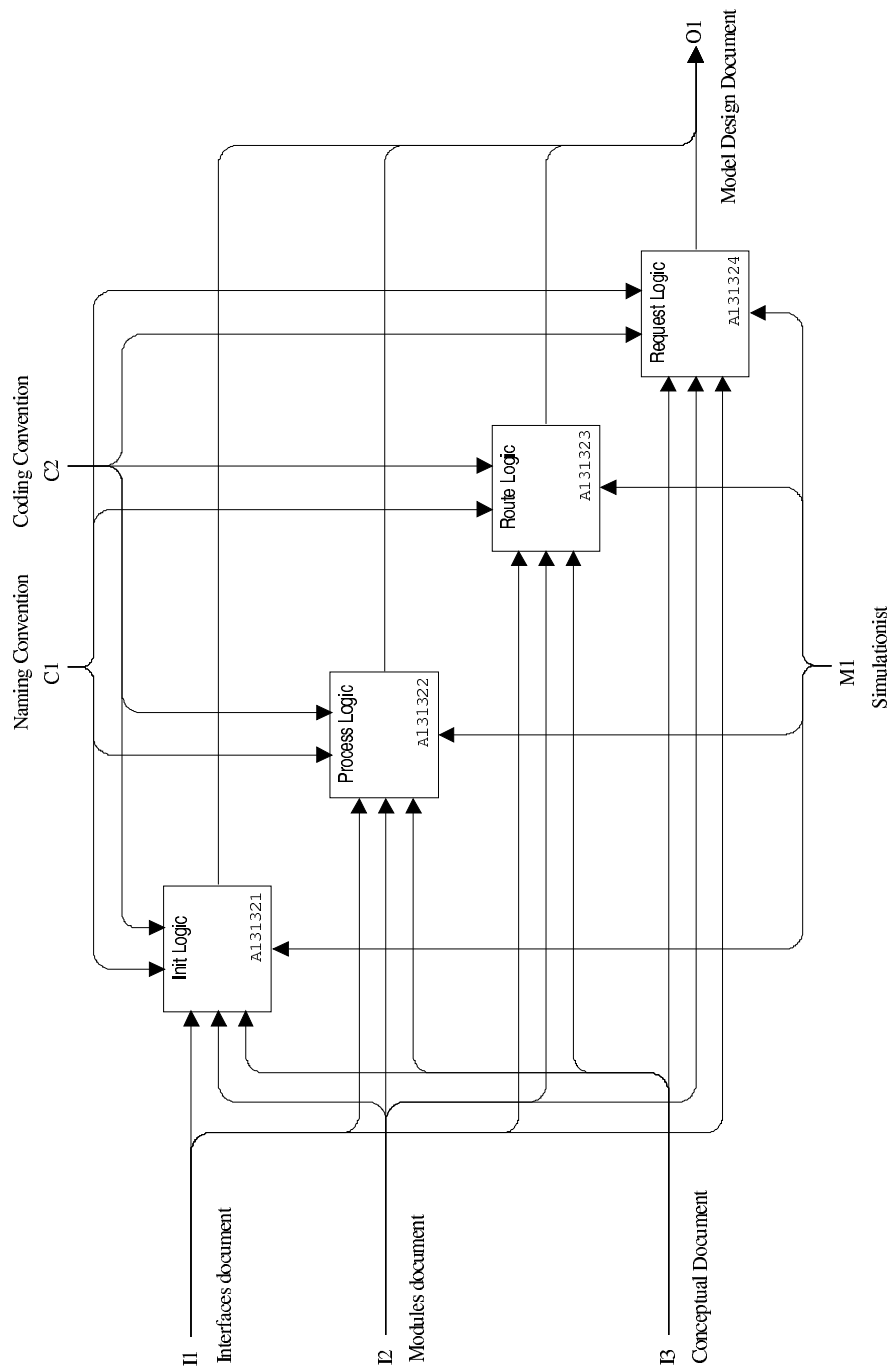 Naming Convention
C1
Coding Convention
C2
I1
Interfaces document
I2
Modules document
I3
Conceptual Document
Init Logic
A131321
Process Logic
A131322
Route Logic
A131323
Request Logic
A131324
O1
Model Design Document
M1
Simulationist